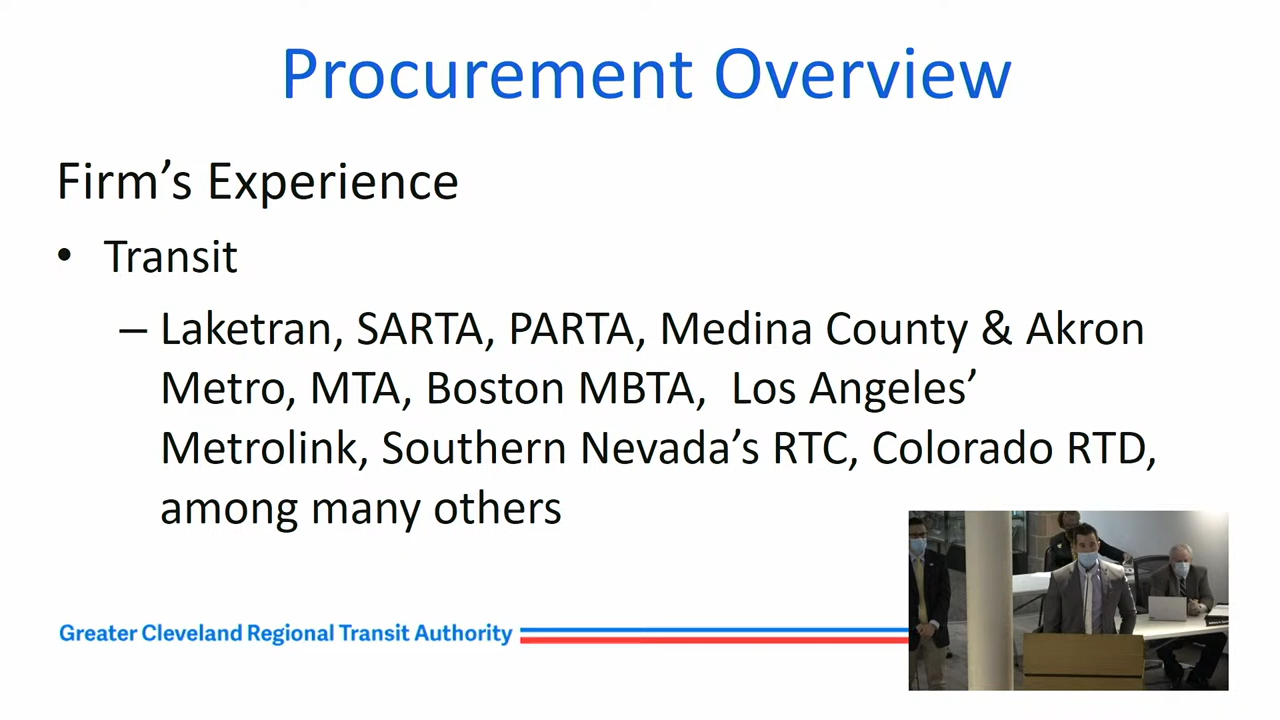 Procurement Overview
Firm’s Experience
• Transit
– Laketran, SARTA, PARTA, Medina County & Akron
Metro, MTA, Boston MBTA, Los Angeles’
Metrolink, Southern Nevada’s RTC, Colorado RTD,
among many others
Greater Cleveland Regional Transit Authority